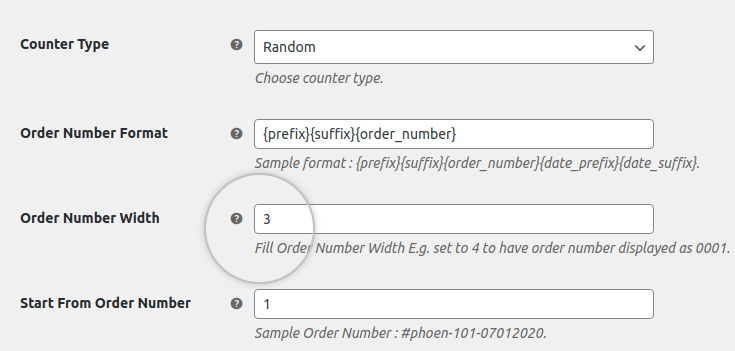 Counter Type
Random
Choose counter type.
Order Number Format
{prefix}{suffix}{order_number}
Sample format : {prefix}{suffix}{order_number}{date_prefix}{date_suffix}.
Order Number Width
3
Fill Order Number Width E.g. set to 4 to have order number displayed as 0001.
Start From Order Number
1
Sample Order Number : #phoen-101-07012020.